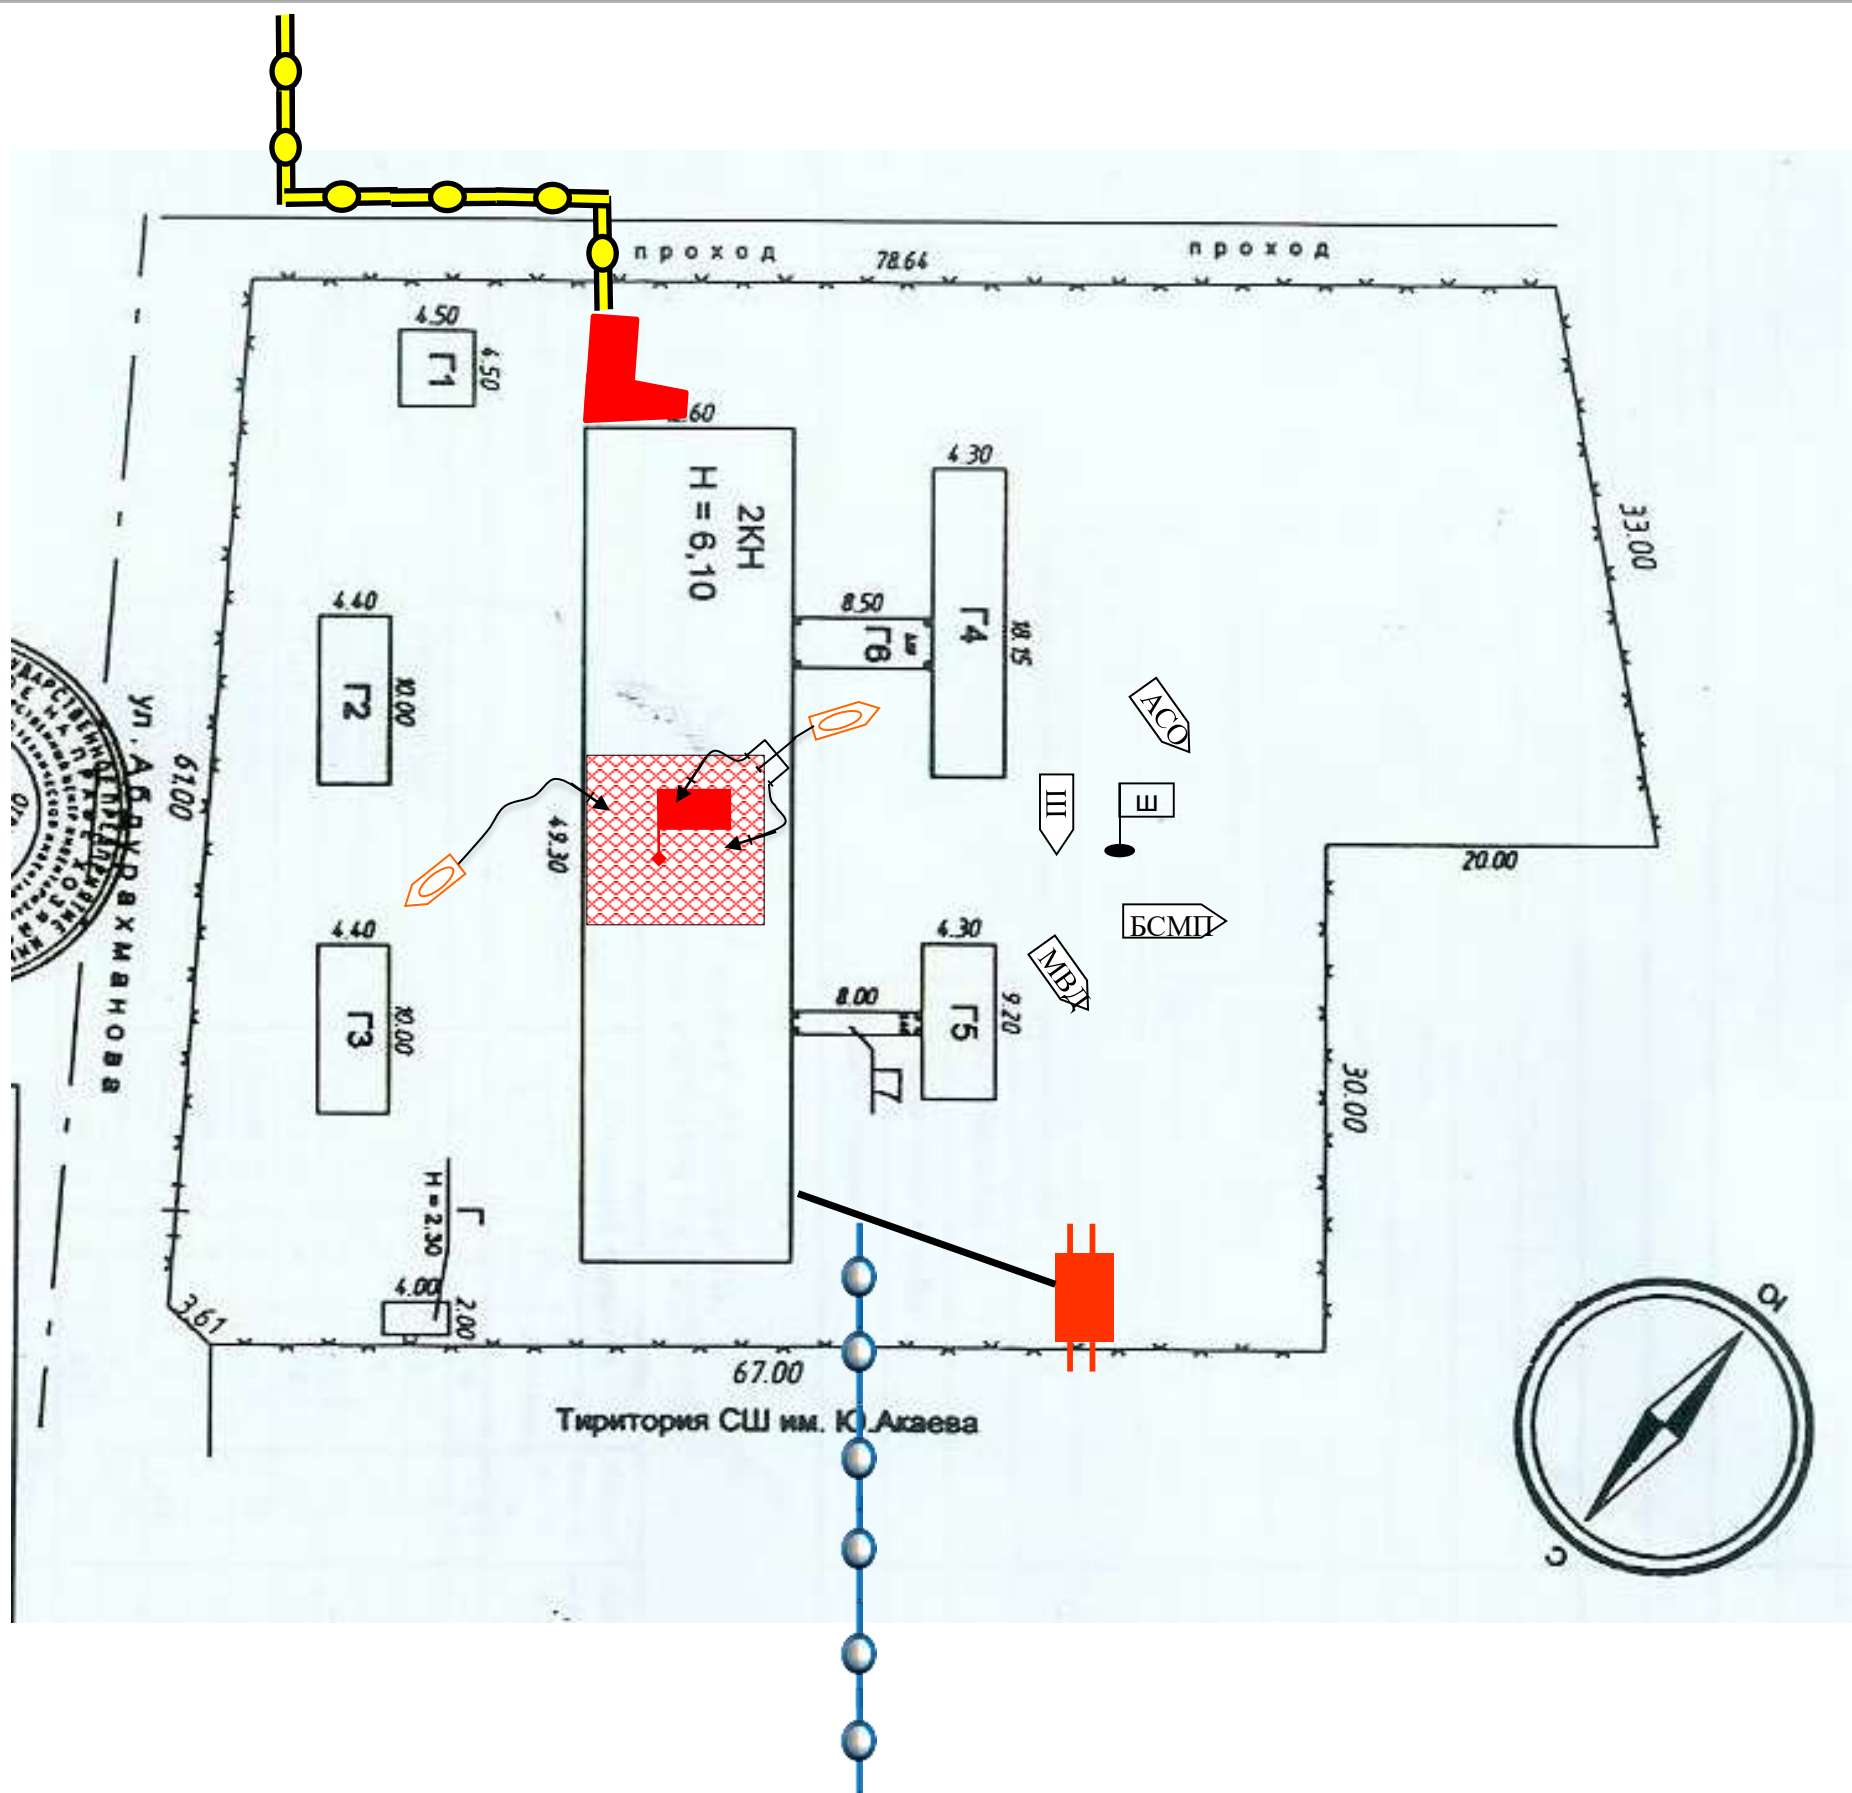 проход
78.64
проход
4.50
Г1
4.50
.60
2КН
Н = 6,10
4.30
Г4
18.15
33.00
4.40
Г2
10.00
8.50
Г6
ул. Абдурахманова
61.00
49.30
АСО
Ш
Ш
20.00
БСМП
МВД
4.40
Г3
10.00
8.00
4.30
Г5
9.20
Г7
30.00
Г
Н = 2.30
4.00
2.00
3.61
67.00
Тиритория СШ им. Ю.Акаева
Ю
С